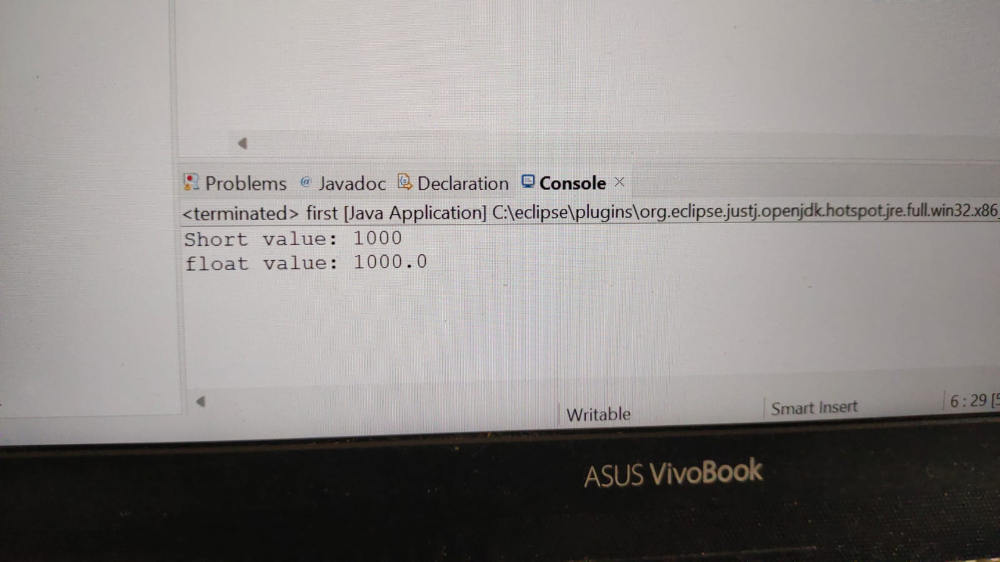 Problems @ Javadoc Declaration Console
<terminated> first [Java Application] C:\eclipse\plugins\org.eclipse.justj.openjdk.hotspot.jre.full.win32.x86_
Short value: 1000
float value: 1000.0
Writable Smart Insert 6 : 29 [5
ASUS VivoBook